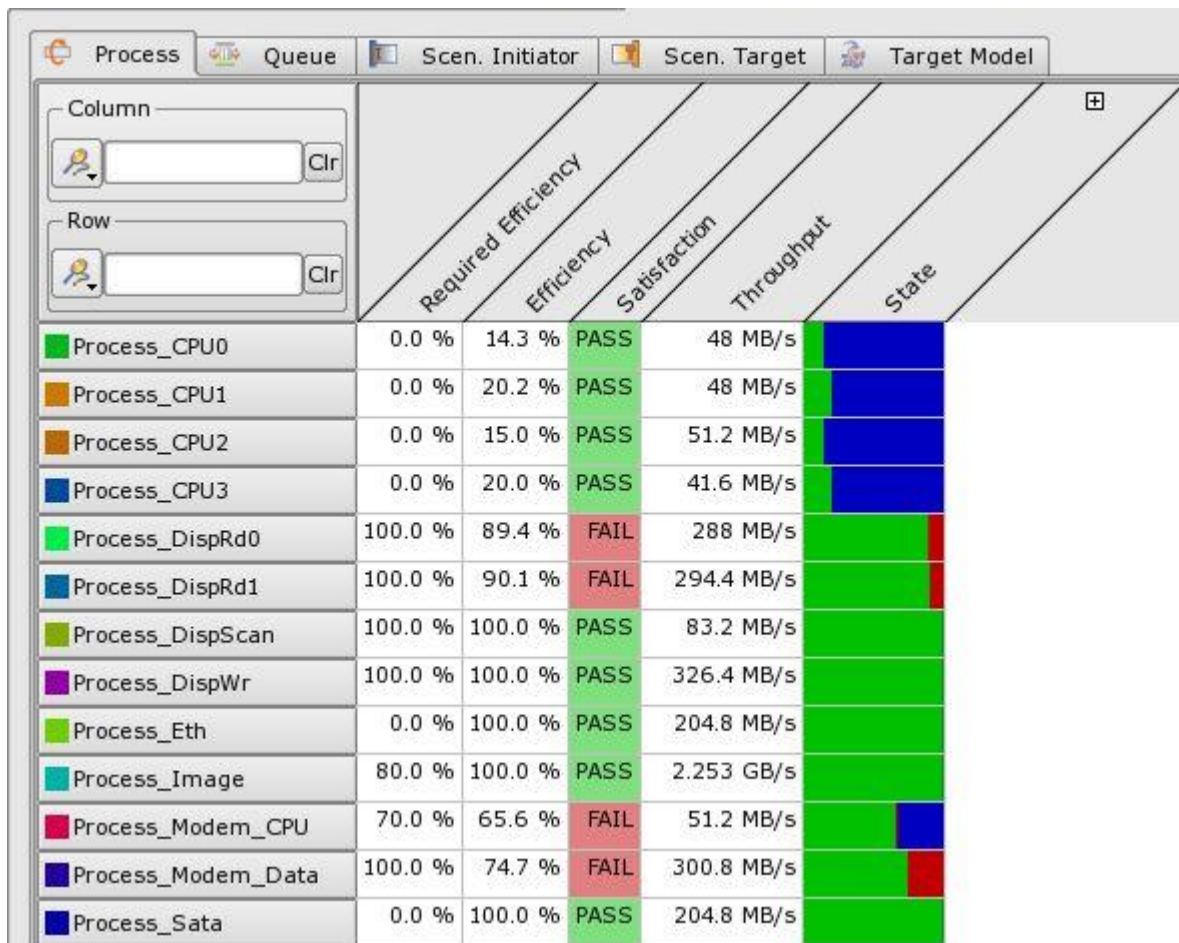 Process Queue Scen. Initiator Scen. Target Target Model
Column
Clr
Row
Clr
Required Efficiency Efficiency Satisfaction Throughput State
Process_CPU0 0.0 % 14.3 % PASS 48 MB/s
Process_CPU1 0.0 % 20.2 % PASS 48 MB/s
Process_CPU2 0.0 % 15.0 % PASS 51.2 MB/s
Process_CPU3 0.0 % 20.0 % PASS 41.6 MB/s
Process_DispRd0 100.0 % 89.4 % FAIL 288 MB/s
Process_DispRd1 100.0 % 90.1 % FAIL 294.4 MB/s
Process_DispScan 100.0 % 100.0 % PASS 83.2 MB/s
Process_DispWr 100.0 % 100.0 % PASS 326.4 MB/s
Process_Eth 0.0 % 100.0 % PASS 204.8 MB/s
Process_Image 80.0 % 100.0 % PASS 2.253 GB/s
Process_Modem_CPU 70.0 % 65.6 % FAIL 51.2 MB/s
Process_Modem_Data 100.0 % 74.7 % FAIL 300.8 MB/s
Process_Sata 0.0 % 100.0 % PASS 204.8 MB/s